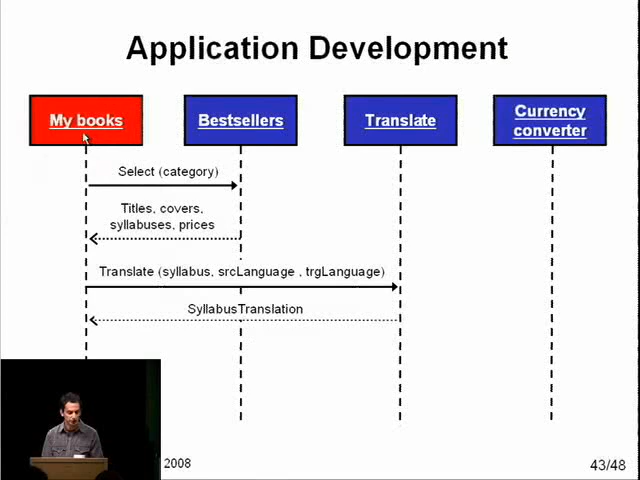 Application Development
My books
Bestsellers
Translate
Currency
converter
Select (category)
Titles, covers,
syllabuses, prices
Translate (syllabus, srcLanguage , trgLanguage)
SyllabusTranslation
2008
43/48